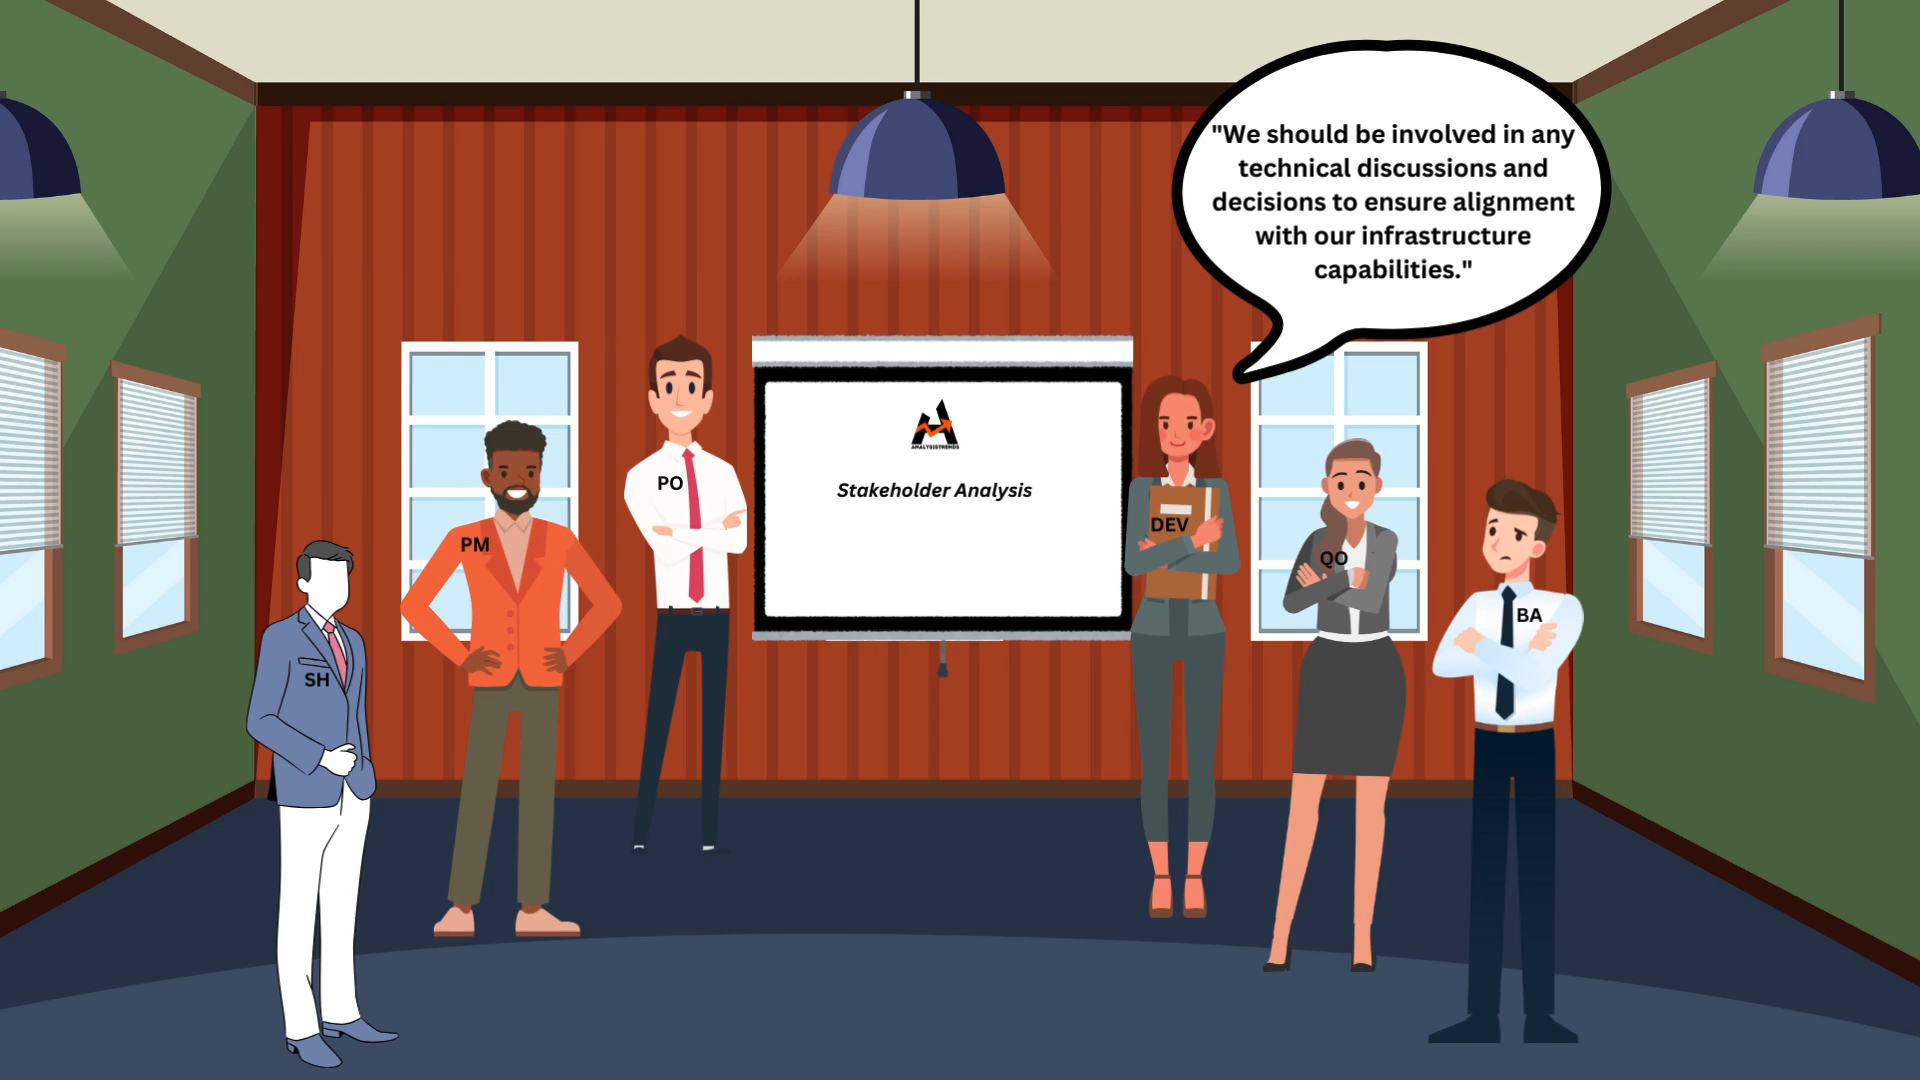 "We should be involved in any
technical discussions and
decisions to ensure alignment
with our infrastructure
capabilities."
ANALYSISTRENDS
Stakeholder Analysis
PO
DEV
PM
QO
BA
SH